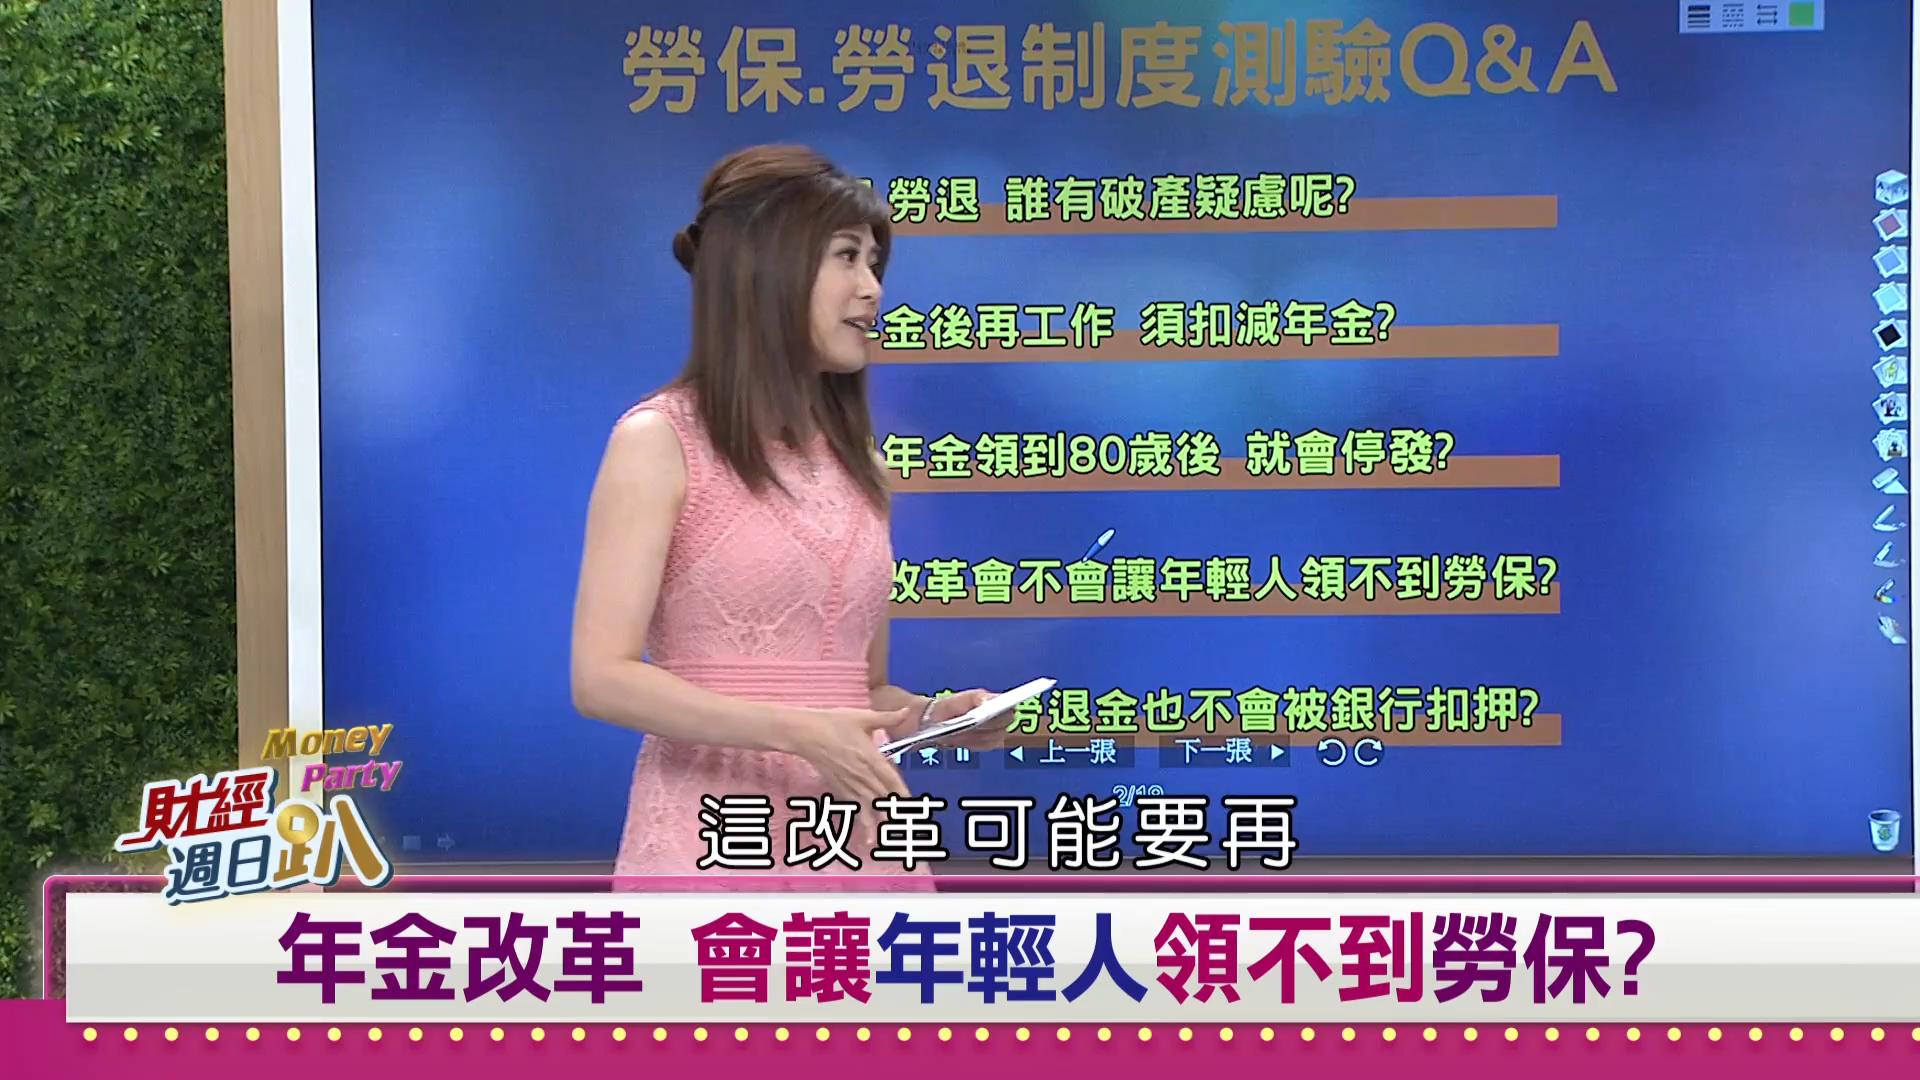 勞保.勞退制度測驗Q&A
勞退 誰有破產疑慮呢?
金後再工作 須扣減年金?
年金領到80歲後 就會停發?
改革會不會讓年輕人領不到勞保?
勞退金也不會被銀行扣押?
上一張 下一張
2/19
Money
Party
財經
週日趴
這改革可能要再
年金改革 會讓年輕人領不到勞保?